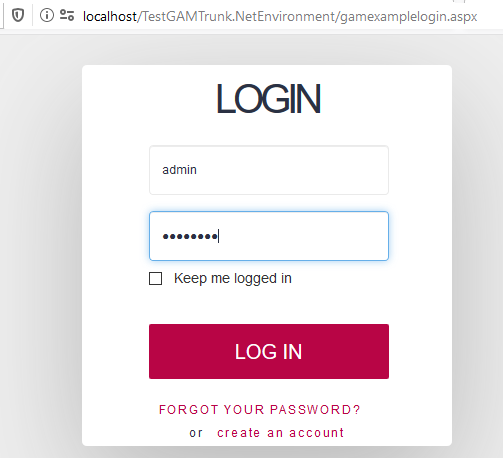 localhost/TestGAMTrunk.NetEnvironment/gamexamplelogin.aspx
LOGIN
admin
••••••••
Keep me logged in
LOG IN
FORGOT YOUR PASSWORD?
or create an account